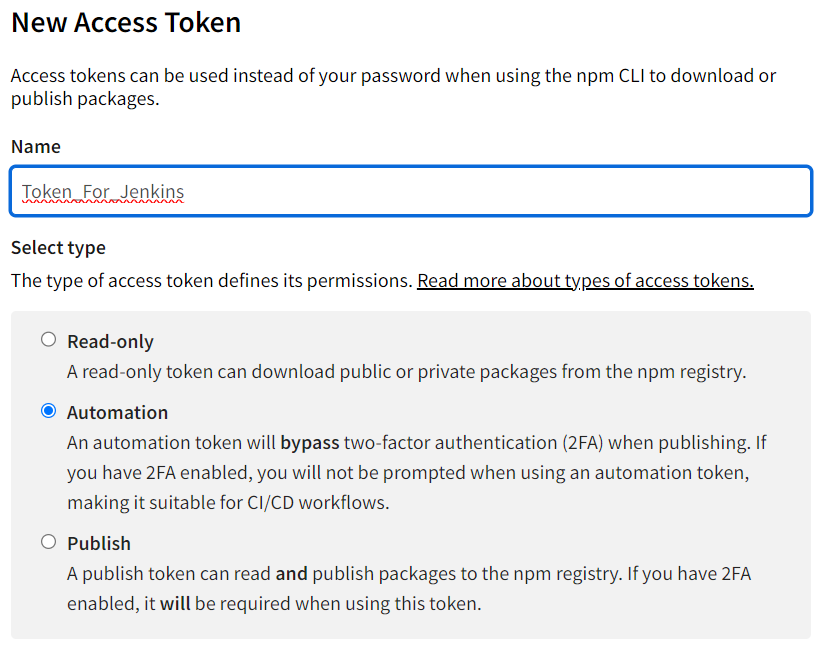 New Access Token
Access tokens can be used instead of your password when using the npm CLI to download or
publish packages.
Name
Token_For_Jenkins
Select type
The type of access token defines its permissions. Read more about types of access tokens.
Read-only
A read-only token can download public or private packages from the npm registry.
Automation
An automation token will bypass two-factor authentication (2FA) when publishing. If
you have 2FA enabled, you will not be prompted when using an automation token,
making it suitable for CI/CD workflows.
Publish
A publish token can read and publish packages to the npm registry. If you have 2FA
enabled, it will be required when using this token.